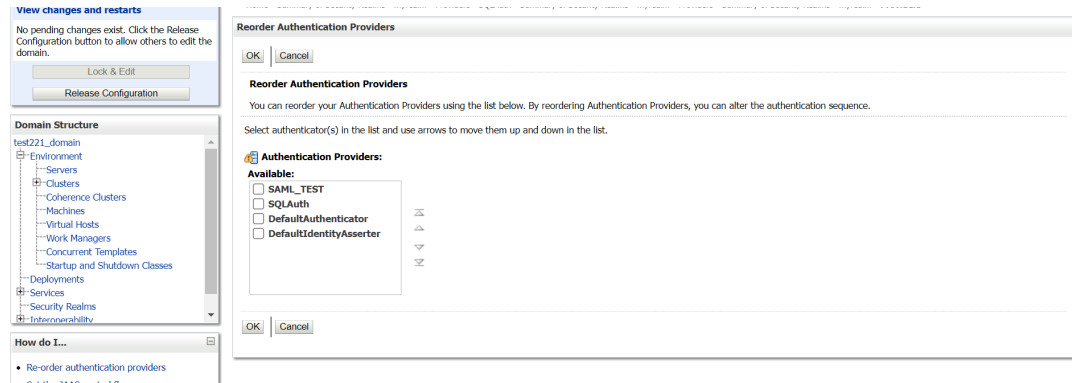 View changes and restarts
No pending changes exist. Click the Release
Configuration button to allow others to edit the
domain.
Lock & Edit
Release Configuration
Domain Structure
test221_domain
Environment
Servers
Clusters
Coherence Clusters
Machines
Virtual Hosts
Work Managers
Concurrent Templates
Startup and Shutdown Classes
Deployments
Services
Security Realms
Interoperability
How do I...
Re-order authentication providers
Reorder Authentication Providers
OK
Cancel
Reorder Authentication Providers
You can reorder your Authentication Providers using the list below. By reordering Authentication Providers, you can alter the authentication sequence.
Select authenticator(s) in the list and use arrows to move them up and down in the list.
Authentication Providers:
Available:
SAML_TEST
SQLAuth
DefaultAuthenticator
DefaultIdentityAsserter
OK
Cancel